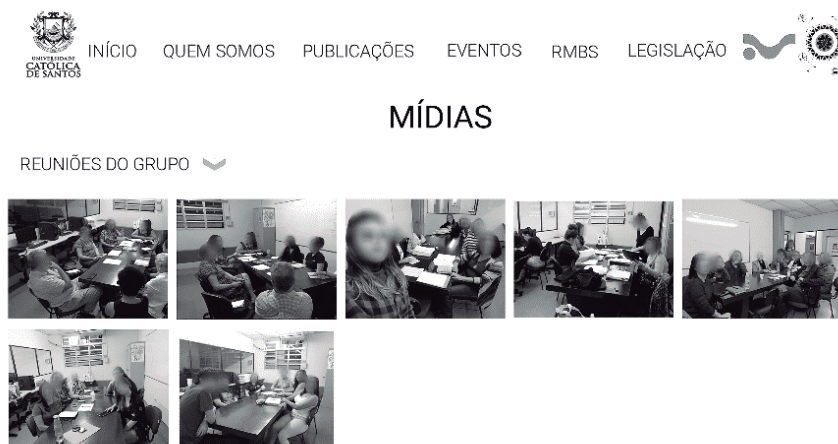 UNIVERSIDADE
CATÓLICA
DE SANTOS
INÍCIO QUEM SOMOS PUBLICAÇÕES EVENTOS RMBS LEGISLAÇÃO
MÍDIAS
REUNIÕES DO GRUPO